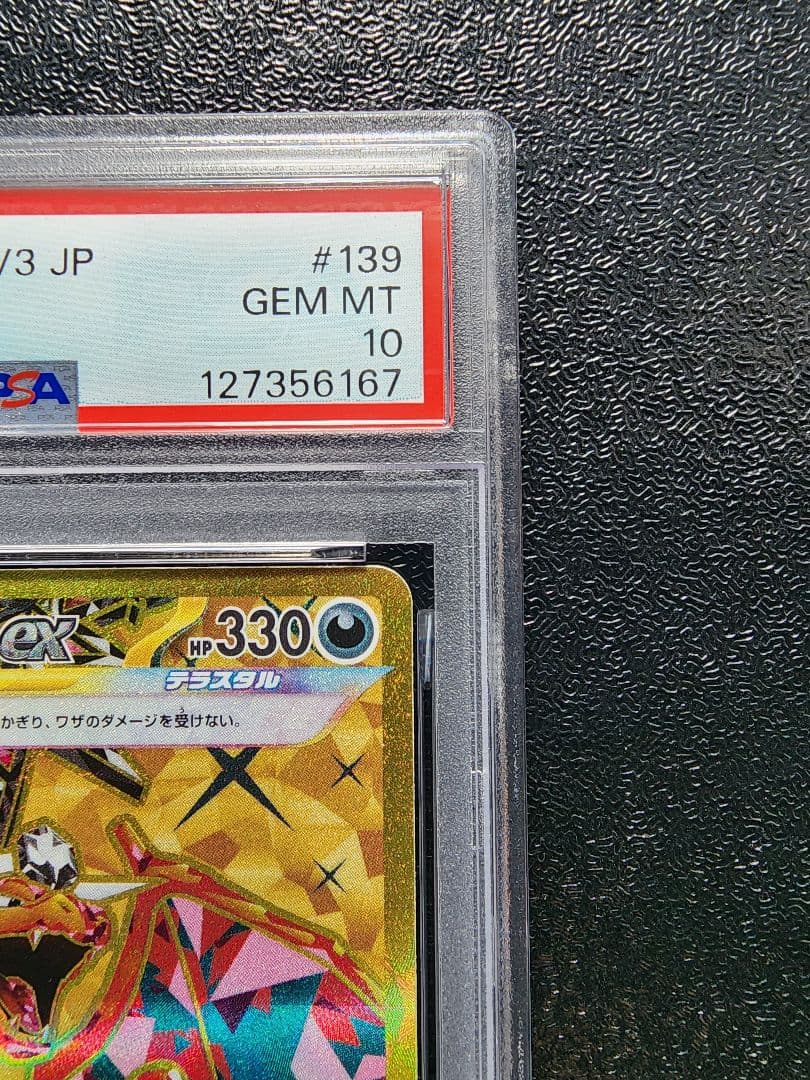 /3 JP #139
GEM MT
10
PSA 127356167
ex HP330
テラスタル
かぎり、ワザのダメージを受けない。